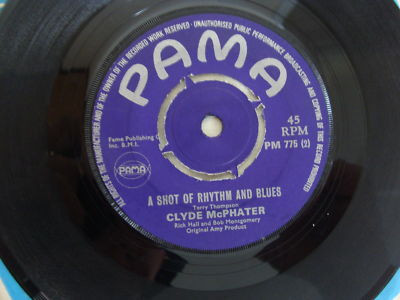 ALL RIGHTS OF THE MANUFACTURER AND OF THE OWNER OF THE RECORDED WORK RESERVED - UNAUTHORISED PUBLIC PERFORMANCE BROADCASTING AND COPYING OF THIS RECORD PROHIBITED
PAMA
45
RPM
PM 775 (2)
Fame Publishing
Inc. B.M.I.
PAMA
A SHOT OF RHYTHM AND BLUES
Terry Thompson
CLYDE McPHATER
Rick Hall and Bob Montgomery
Original Amy Product